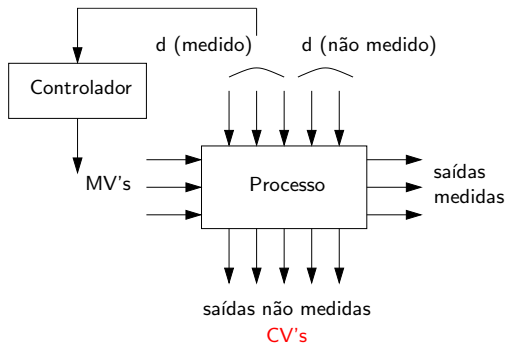 d (medido)
d (não medido)
Controlador
MV's
Processo
saídas
medidas
saídas não medidas
CV's